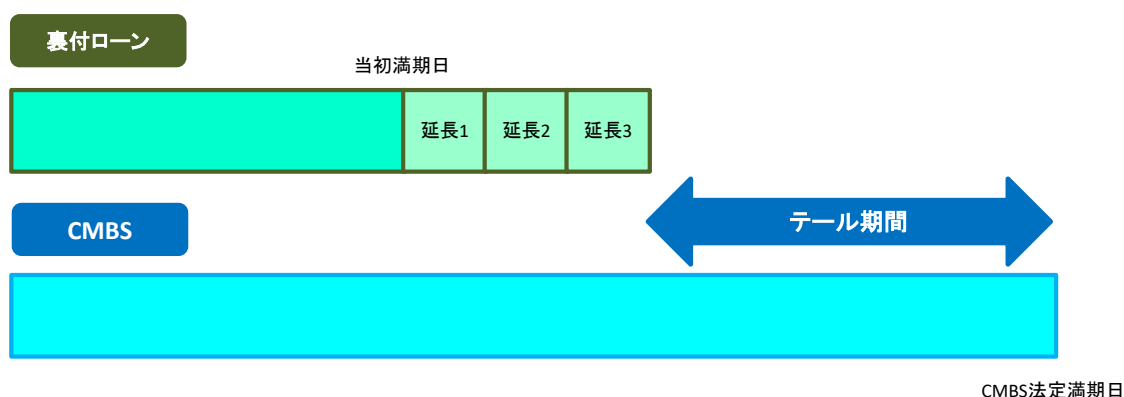 裏付ローン
当初満期日
延長1
延長2
延長3
CMBS
テール期間
CMBS法定満期日